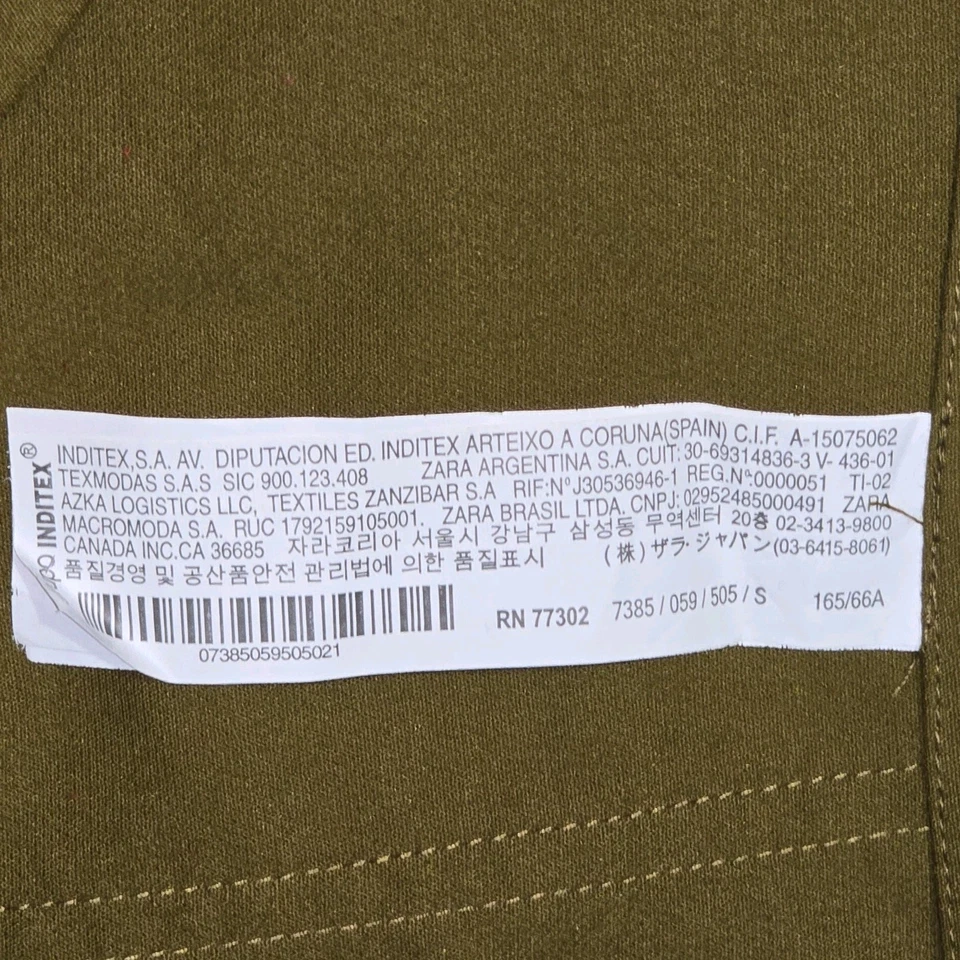 INDITEX®
INDITEX,S.A. AV. DIPUTACION ED. INDITEX ARTEIXO A CORUNA(SPAIN) C.I.F. A-15075062
TEXMODAS S.A.S SIC 900.123.408 ZARA ARGENTINA S.A. CUIT: 30-69314836-3 V- 436-01
AZKA LOGISTICS LLC, TEXTILES ZANZIBAR S.A RIF:NºJ30536946-1 REG.Nº:0000051 TI-02
MACROMODA S.A. RUC 1792159105001. ZARA BRASIL LTDA. CNPJ: 02952485000491 ZARA
CANADA INC.CA 36685 자라코리아 서울시 강남구 삼성동 무역센터 20층 02-3413-9800
품질경영 및 공산품안전 관리법에 의한 품질표시 (株) ザラ・ジャパン(03-6415-8061)
RN 77302 7385 / 059 / 505 / S 165/66A
07385059505021